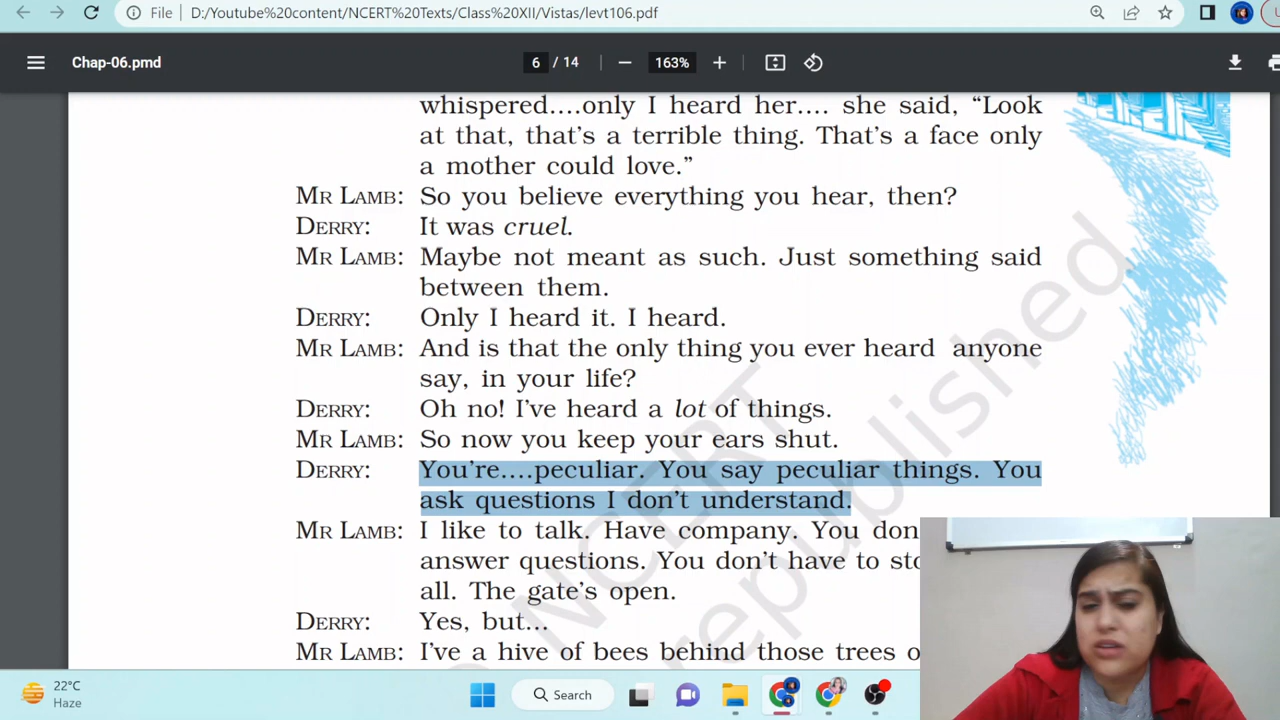 File D:/Youtube%20content/NCERT%20Texts/Class%20XII/Vistas/levt106.pdf
Chap-06.pmd 6 / 14 — 163% +
whispered....only I heard her.... she said, “Look
at that, that’s a terrible thing. That’s a face only
a mother could love.”
MR LAMB: So you believe everything you hear, then?
DERRY: It was cruel.
MR LAMB: Maybe not meant as such. Just something said
between them.
DERRY: Only I heard it. I heard.
MR LAMB: And is that the only thing you ever heard anyone
say, in your life?
DERRY: Oh no! I’ve heard a lot of things.
MR LAMB: So now you keep your ears shut.
DERRY: You’re....peculiar. You say peculiar things. You
ask questions I don’t understand.
MR LAMB: I like to talk. Have company. You don
answer questions. You don’t have to sto
all. The gate’s open.
DERRY: Yes, but...
MR LAMB: I’ve a hive of bees behind those trees o
NCERT
republished
22°C
Haze
Search